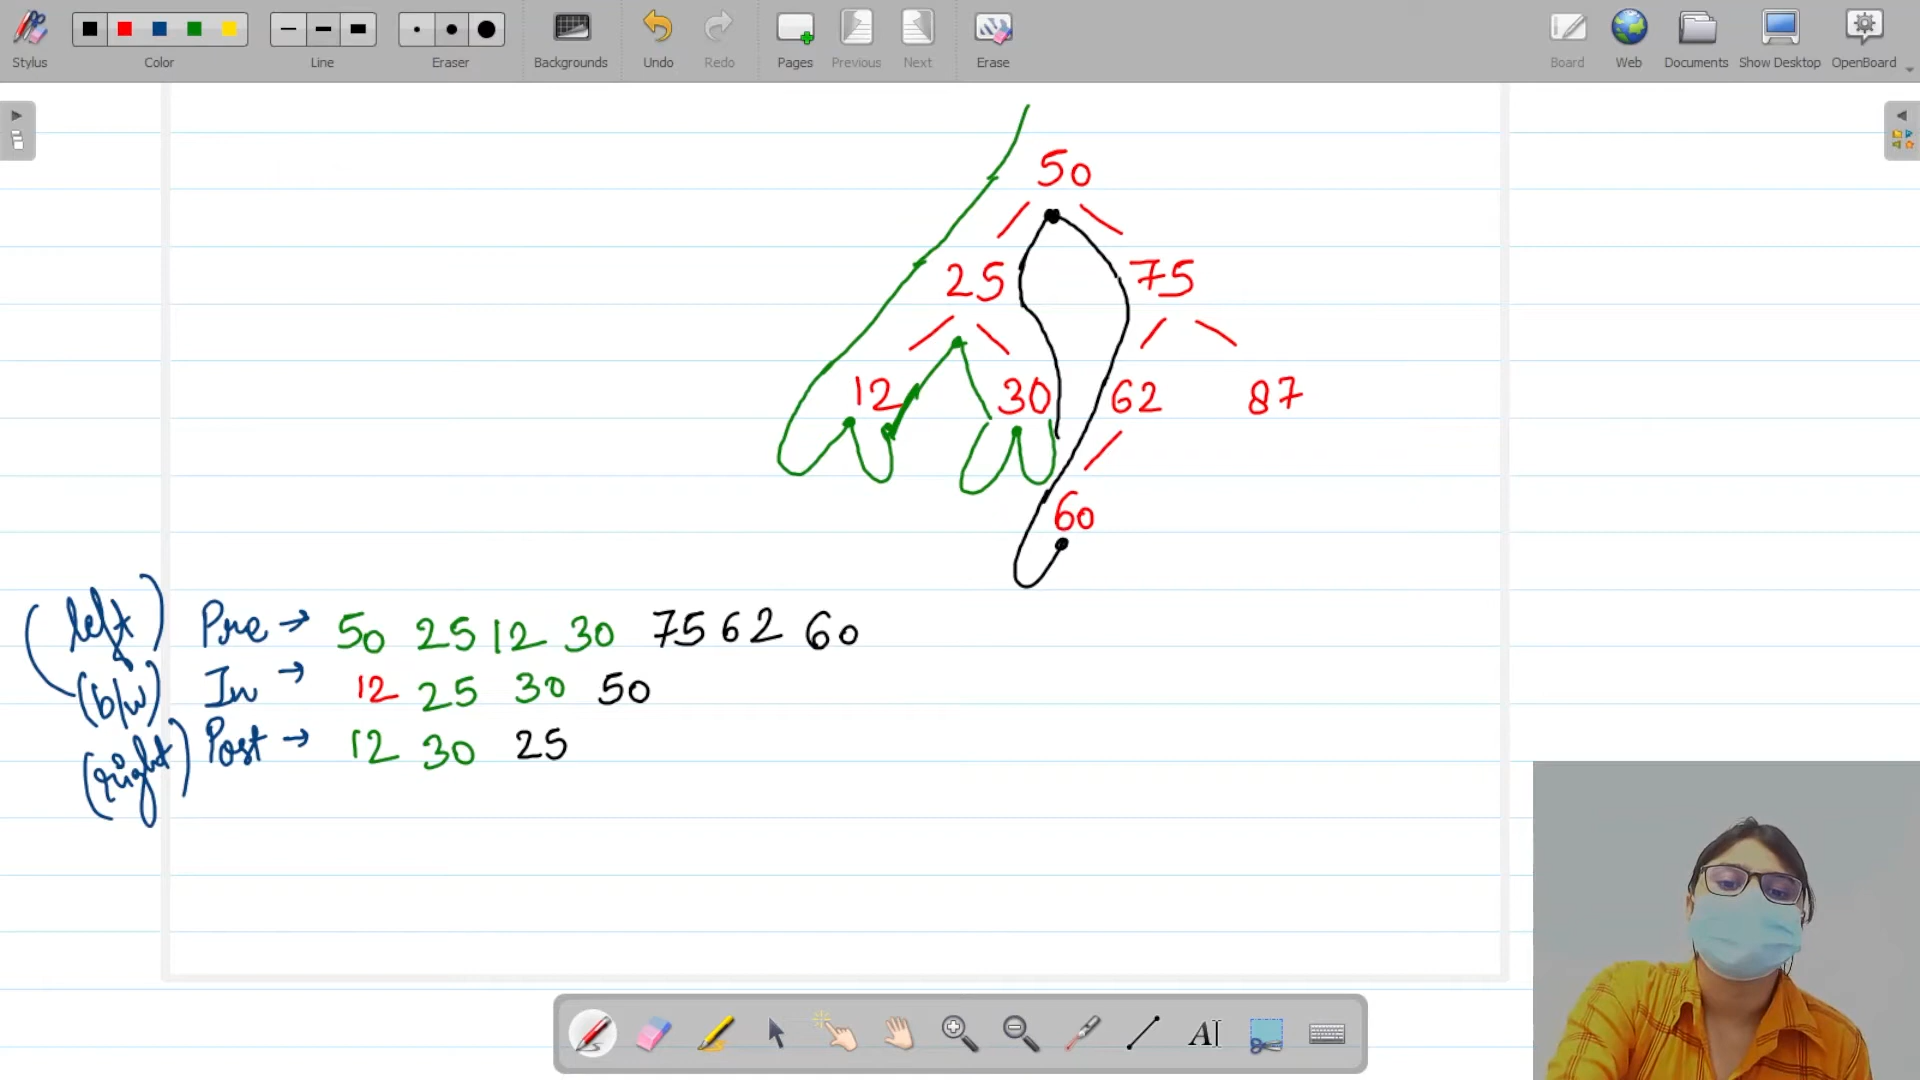 Stylus Color Line Eraser Backgrounds Undo Redo Pages Previous Next Erase Board Web Documents Show Desktop OpenBoard
50
25 75
12 30 62 87
60
(left) Pre → 50 25 12 30 75 62 60
(b/w) In → 12 25 30 50
(right) Post → 12 30 25
AI